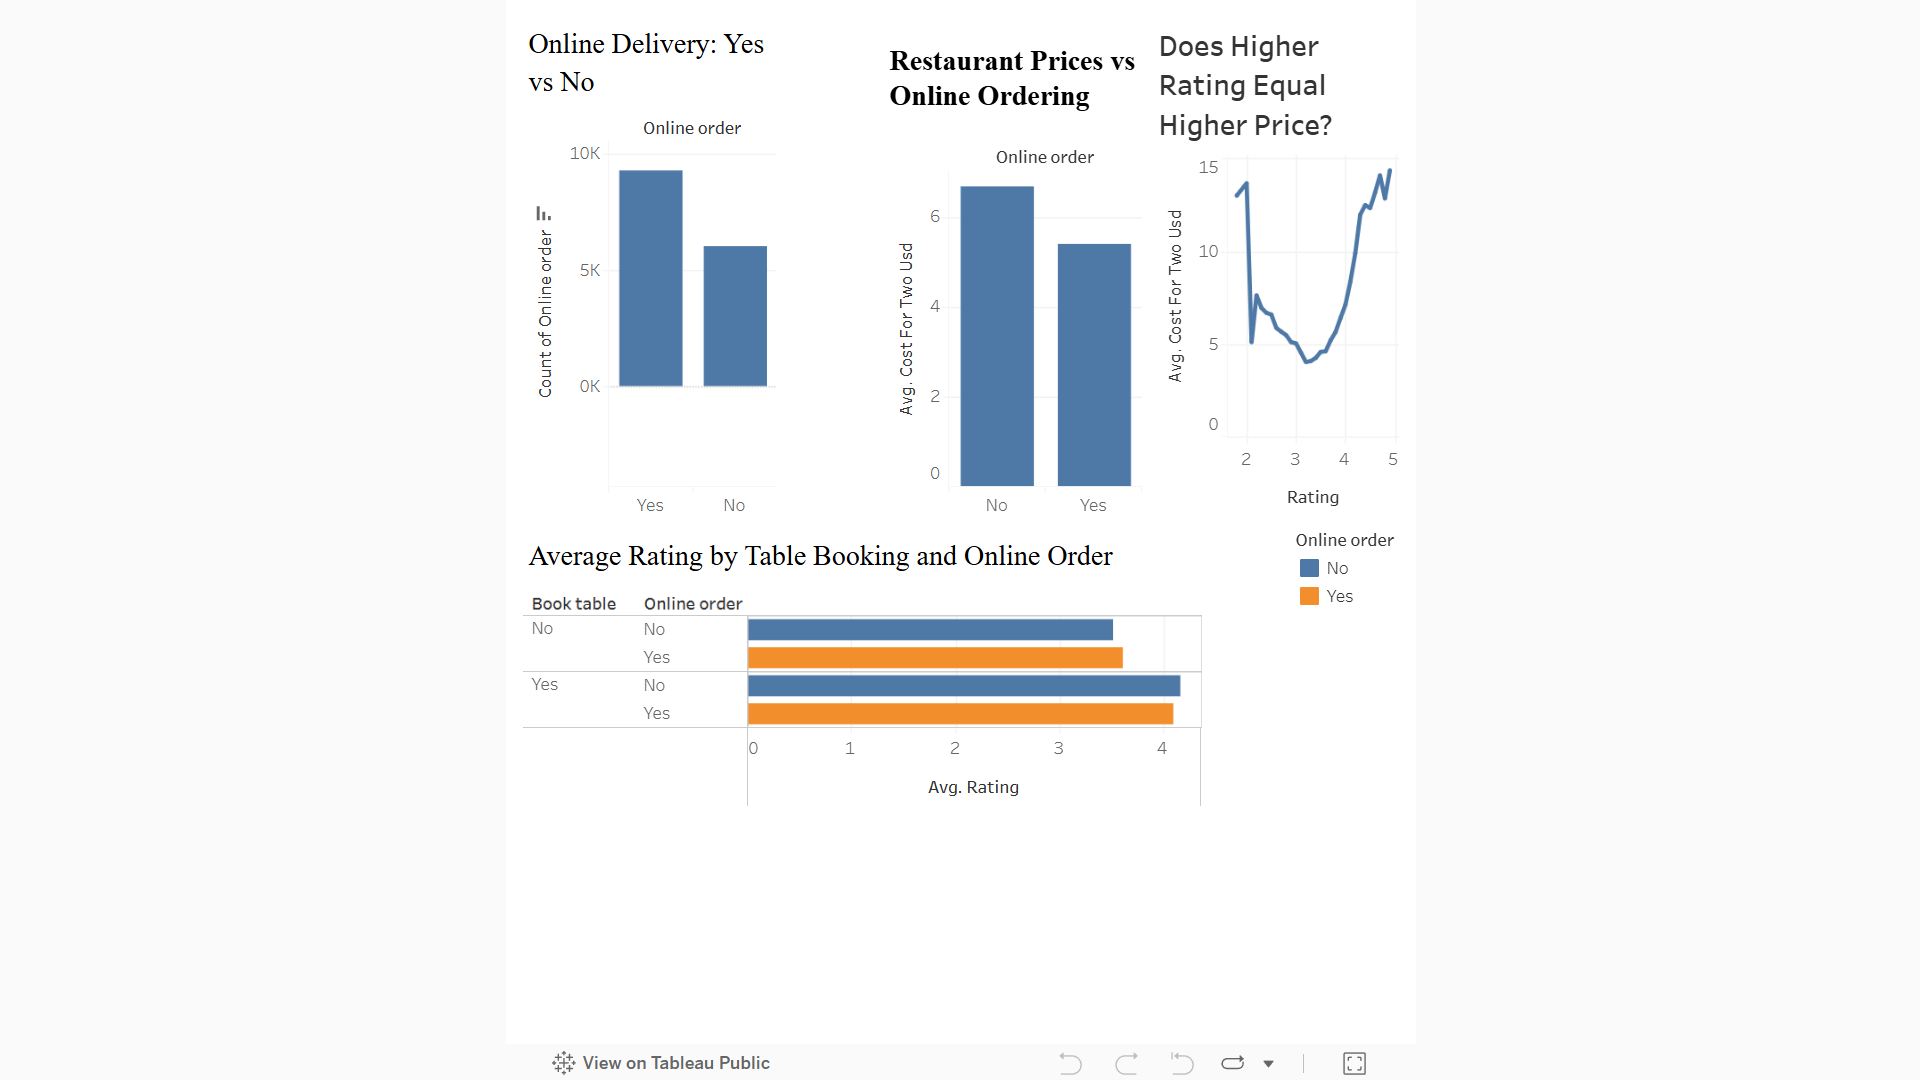 Online Delivery: Yes
vs No
Online order
10K
5K
0K
Count of Online order
Yes No
Restaurant Prices vs
Online Ordering
Online order
6
4
2
0
Avg. Cost For Two Usd
No Yes
Does Higher
Rating Equal
Higher Price?
15
10
5
0
Avg. Cost For Two Usd
2 3 4 5
Rating
Online order
No
Yes
Average Rating by Table Booking and Online Order
Book table Online order
No No
Yes
Yes No
Yes
0 1 2 3 4
Avg. Rating
View on Tableau Public